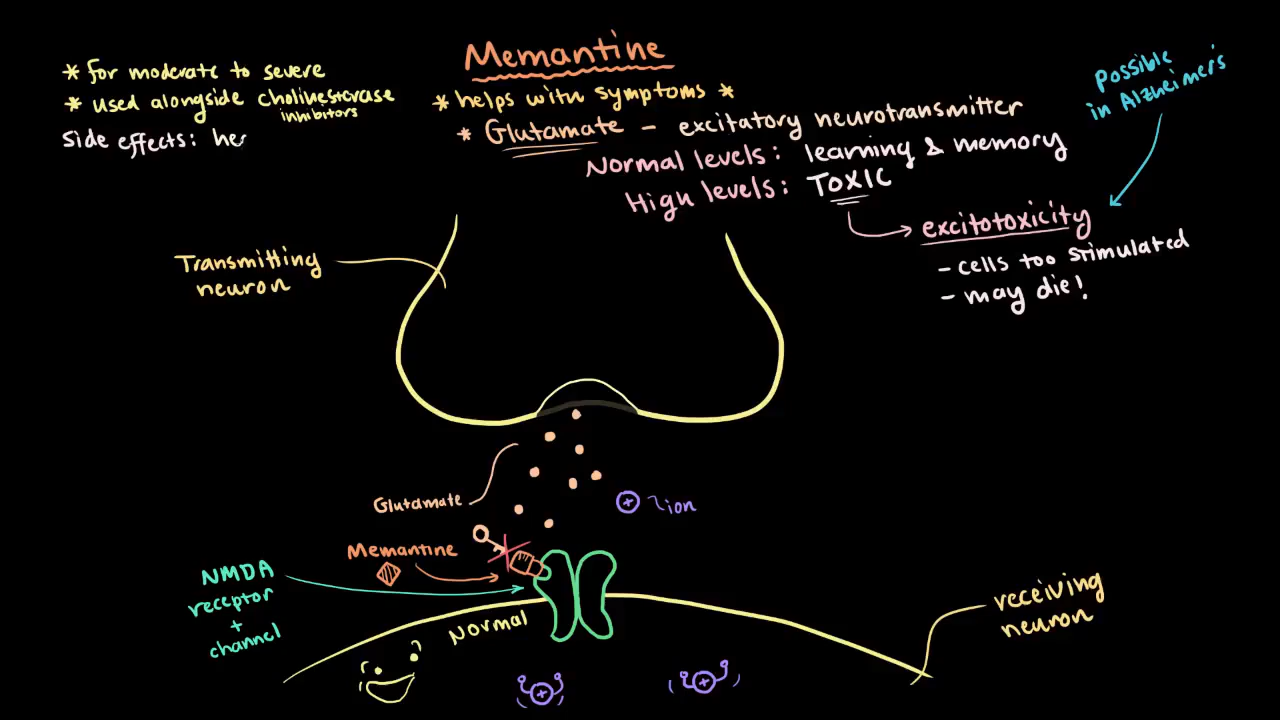 Memantine
* for moderate to severe
* used alongside cholinesterase
inhibitors
Side effects: he
* helps with symptoms *
* Glutamate - excitatory neurotransmitter
Normal levels: learning & memory
High levels: TOXIC
possible
in Alzheimer's
excitotoxicity
- cells too stimulated
- may die!
Transmitting
neuron
Glutamate
+ ion
Memantine
NMDA
receptor
+
channel
Normal
receiving
neuron
+
+